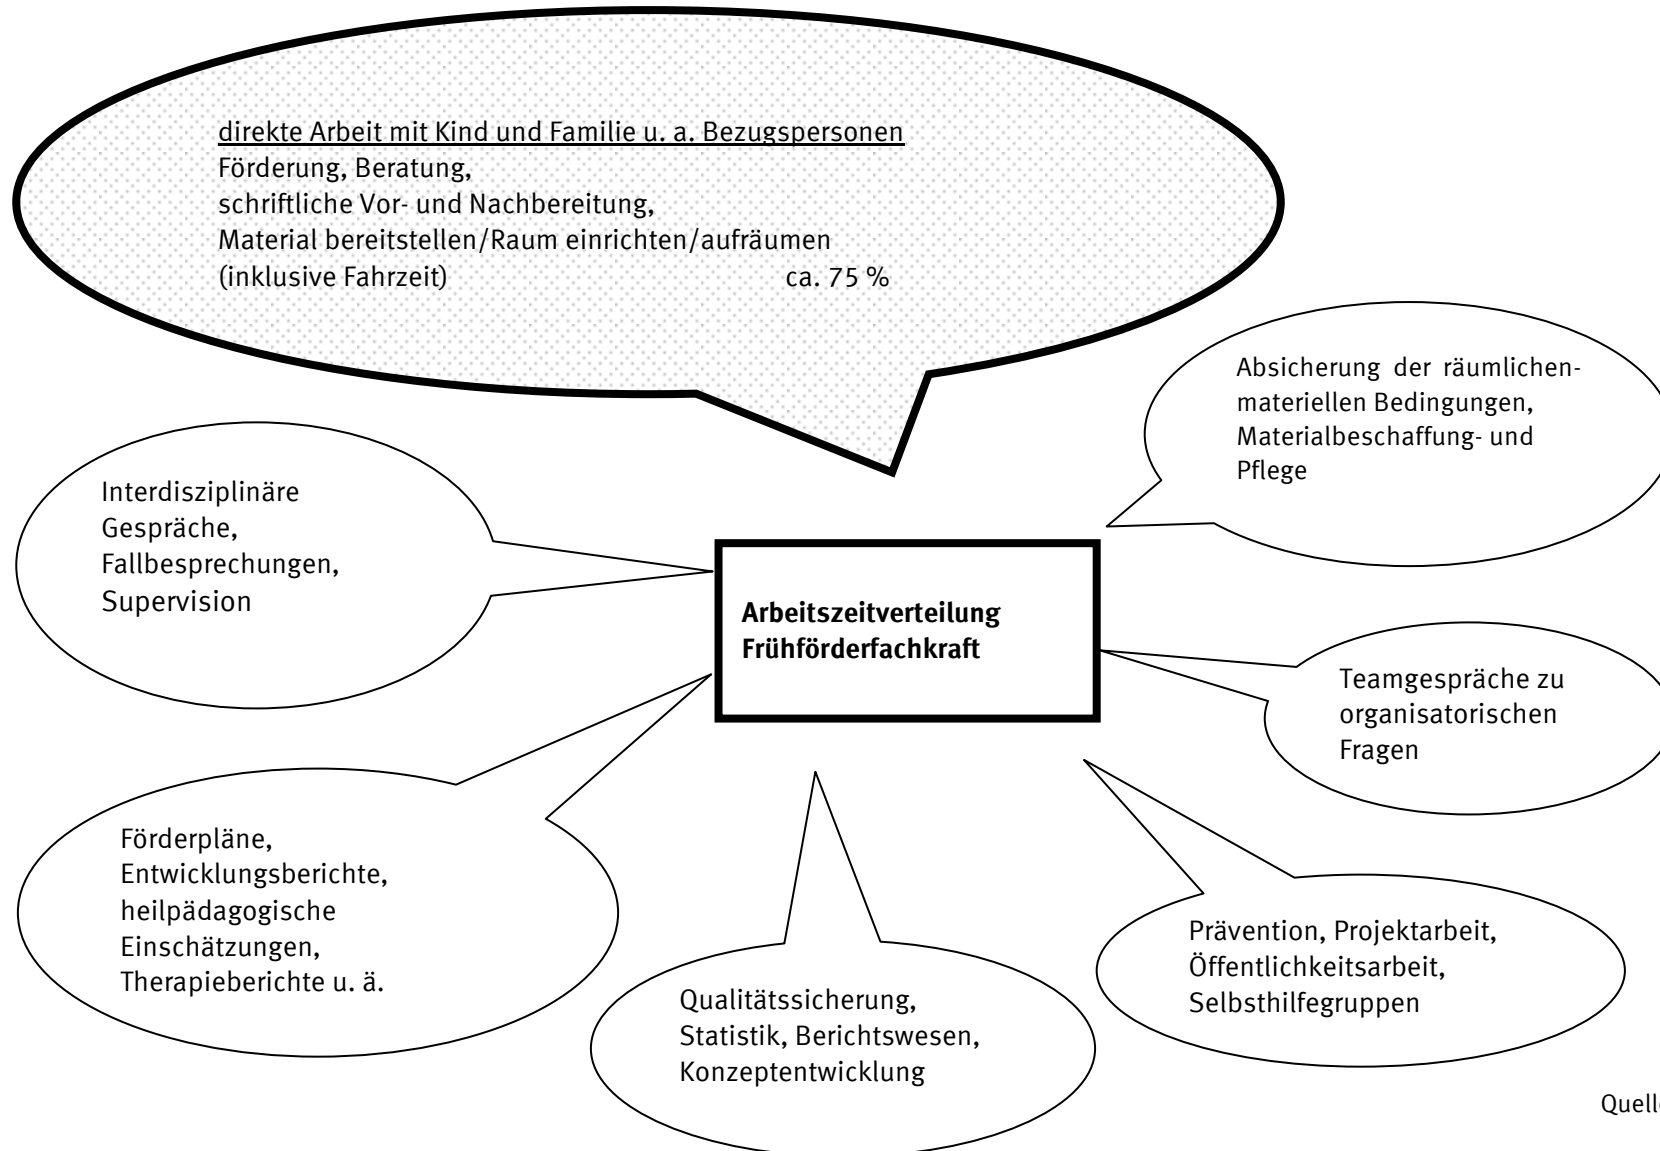 direkte Arbeit mit Kind und Familie u. a. Bezugspersonen
Förderung, Beratung,
schriftliche Vor- und Nachbereitung,
Material bereitstellen/Raum einrichten/aufräumen
(inklusive Fahrzeit) ca. 75 %
Absicherung der räumlichen-
materiellen Bedingungen,
Materialbeschaffung- und
Pflege
Interdisziplinäre
Gespräche,
Fallbesprechungen,
Supervision
Arbeitszeitverteilung
Frühförderfachkraft
Teamgespräche zu
organisatorischen
Fragen
Förderpläne,
Entwicklungsberichte,
heilpädagogische
Einschätzungen,
Therapieberichte u. ä.
Prävention, Projektarbeit,
Öffentlichkeitsarbeit,
Selbsthilfegruppen
Qualitätssicherung,
Statistik, Berichtswesen,
Konzeptentwicklung